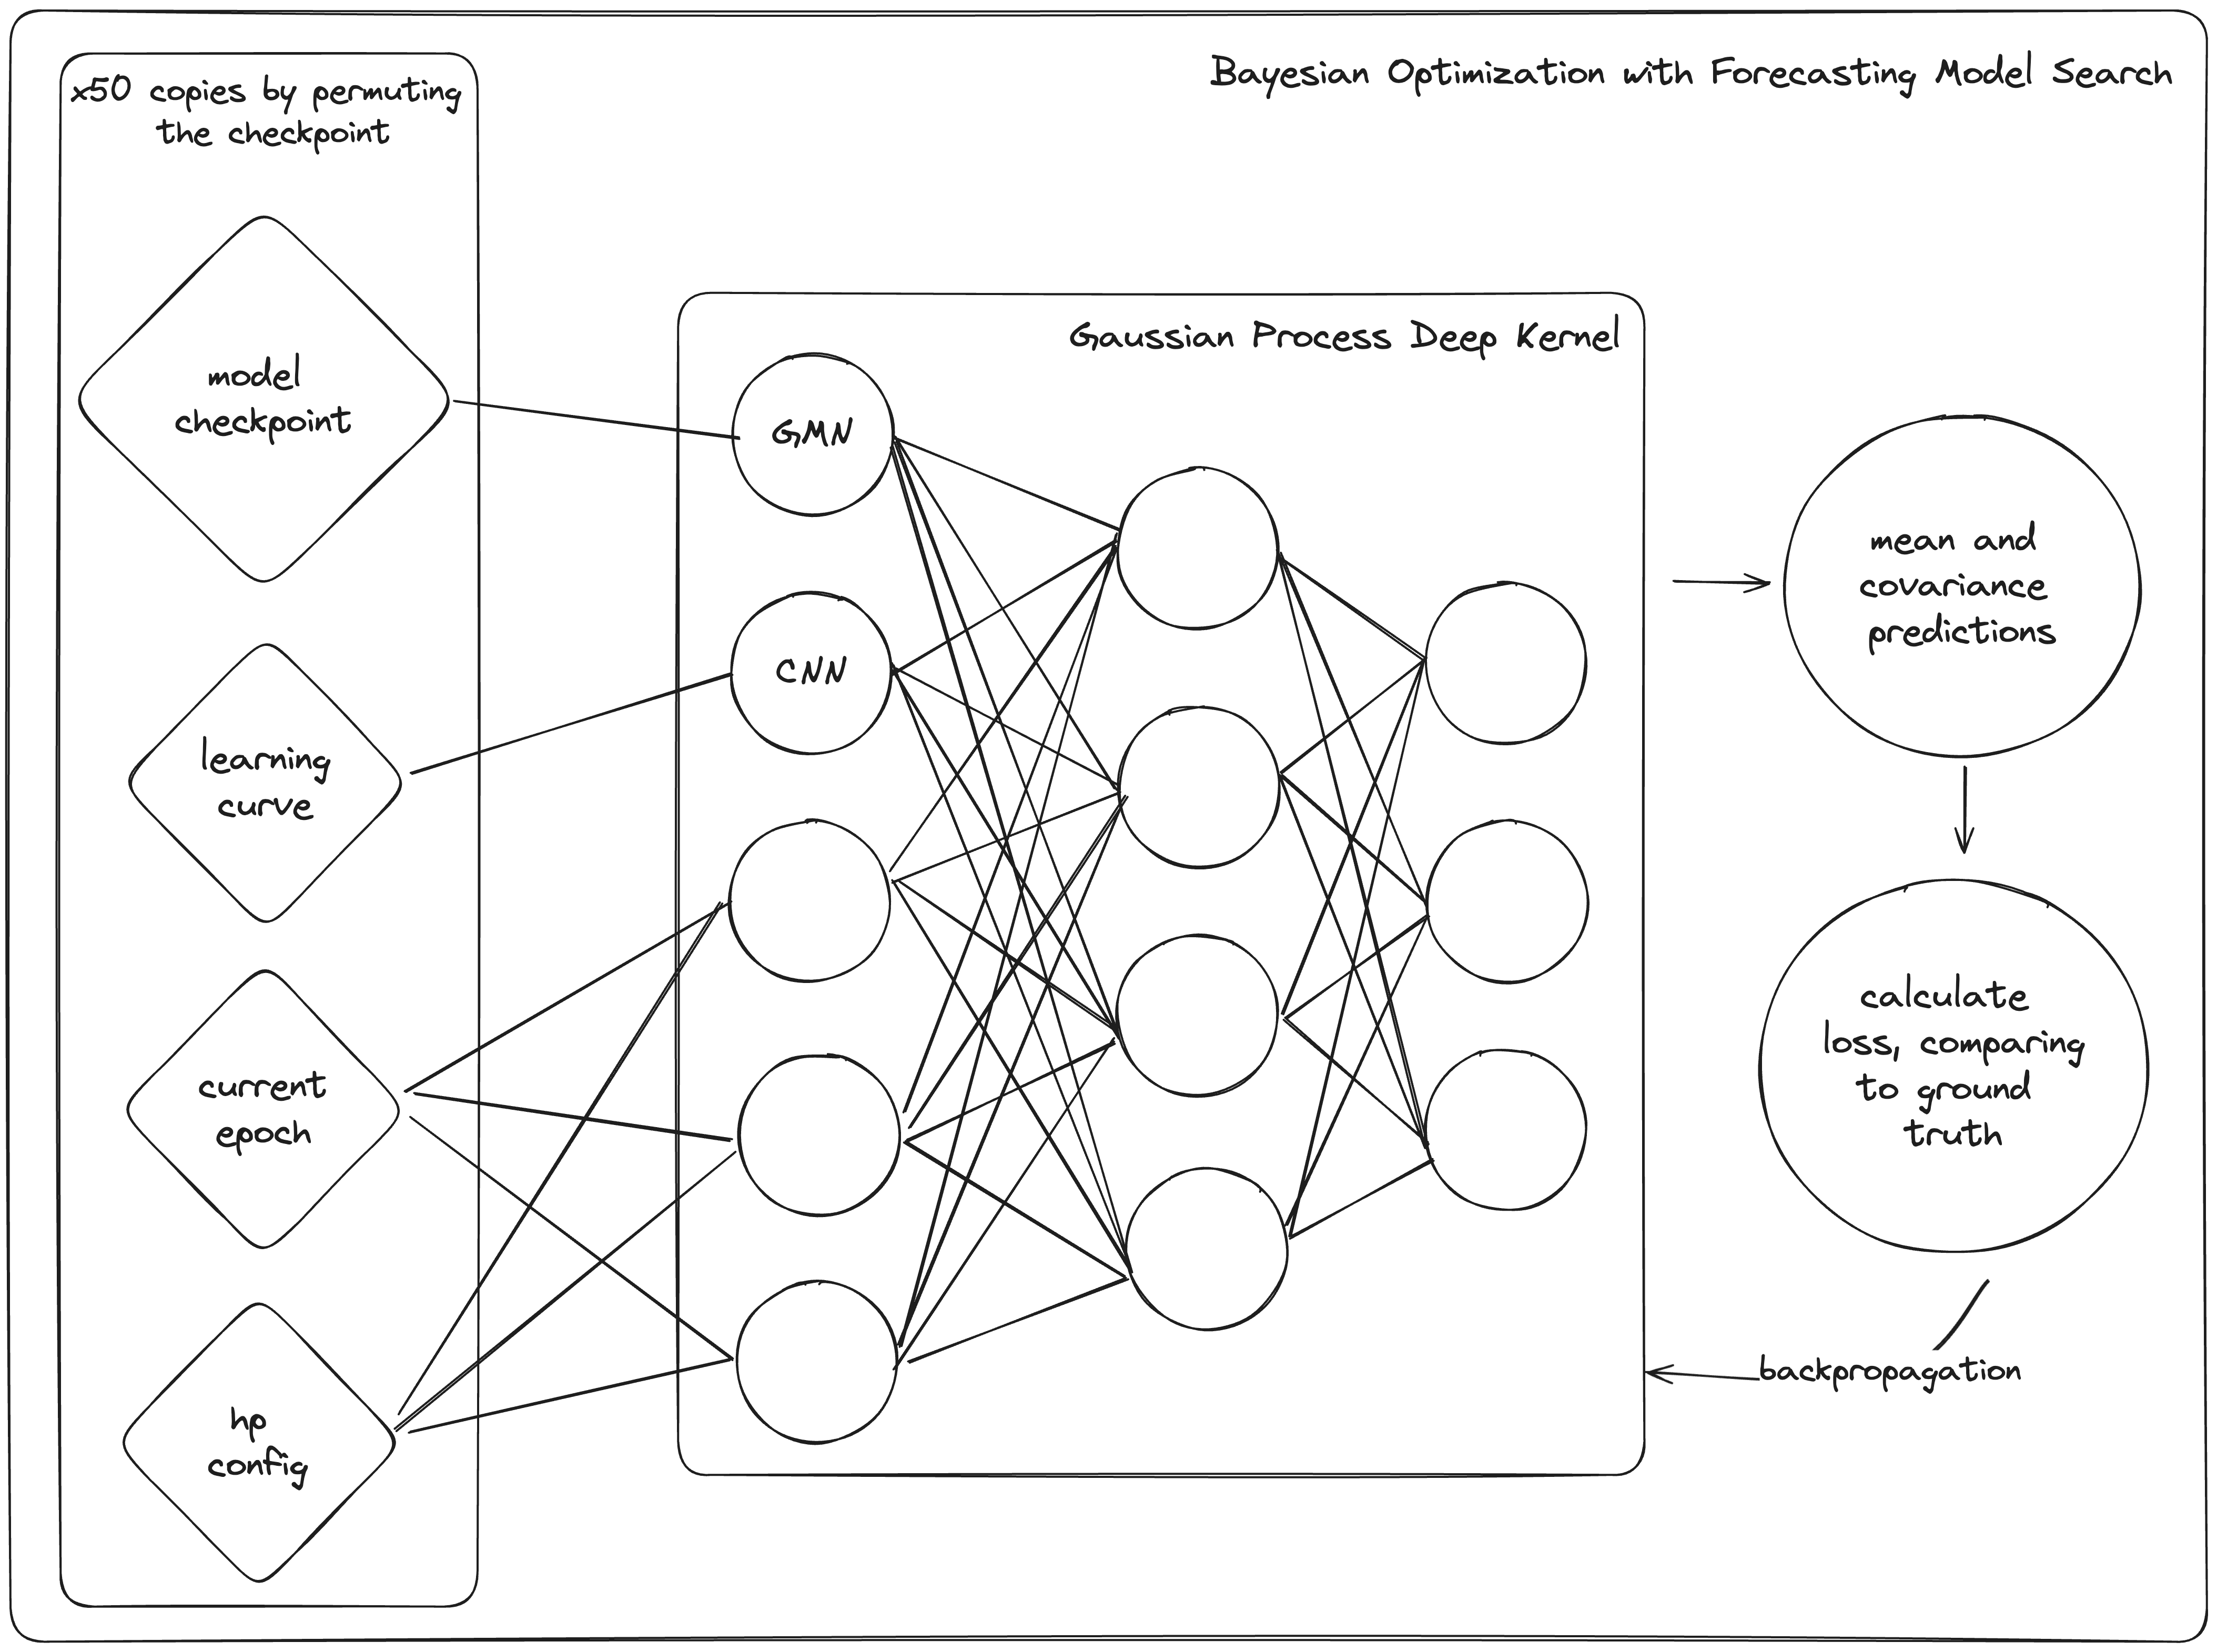 Bayesian Optimization with Forecasting Model Search
x50 copies by permuting
the checkpoint
model
checkpoint
learning
curve
current
epoch
hp
config
Gaussian Process Deep Kernel
GMN
CNN
mean and
covariance
predictions
calculate
loss, comparing
to ground
truth
backpropagation